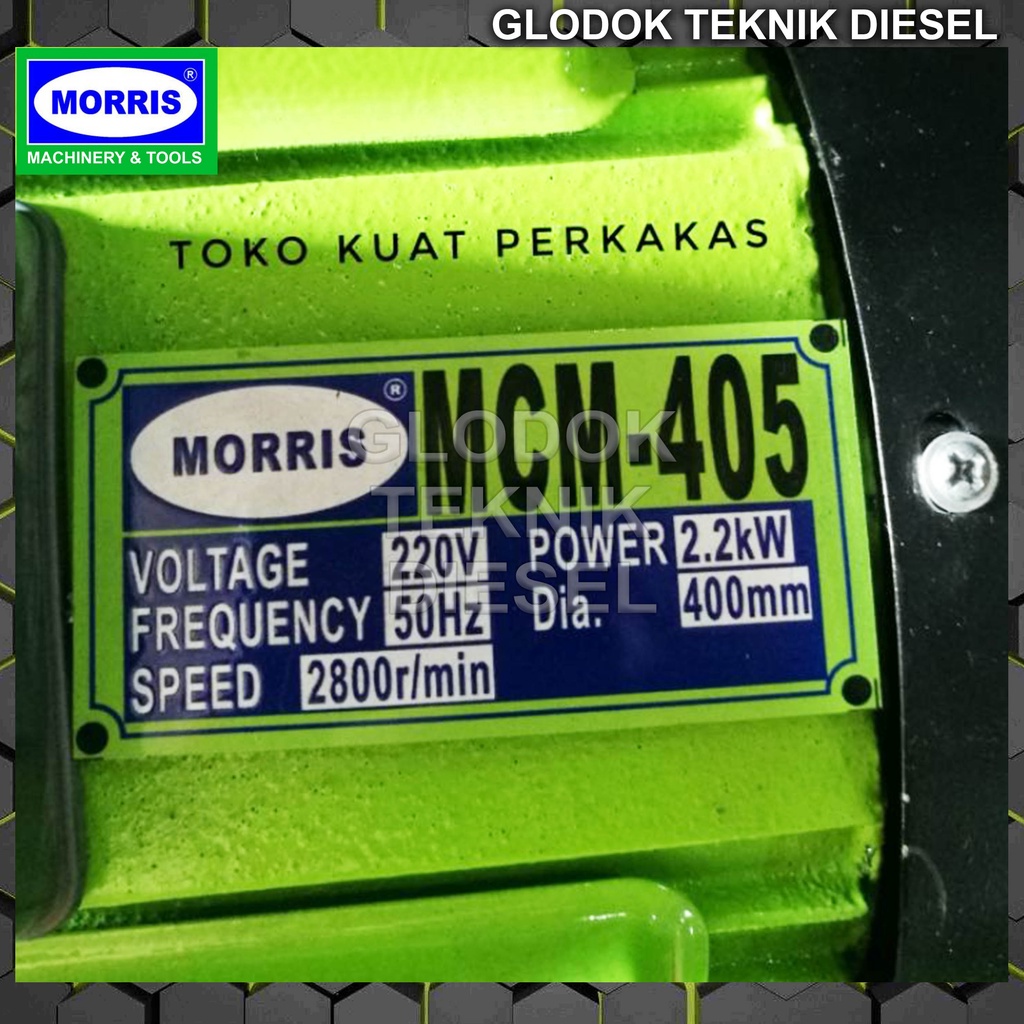 GLODOK TEKNIK DIESEL
MORRIS ®
MACHINERY & TOOLS
TOKO KUAT PERKAKAS
MORRIS ® MCM-405
GLODOK
TEKNIK
DIESEL
VOLTAGE 220V POWER 2.2kW
FREQUENCY 50Hz Dia. 400mm
SPEED 2800r/min